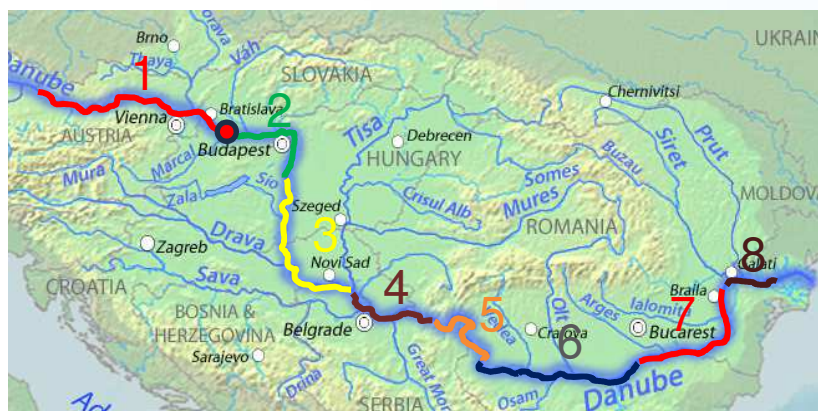 Brno
Morava
Váh
UKRAIN
Thaya
SLOVAKIA
Danube
1
Chernivitsi
Vienna
Bratislava
2
AUSTRIA
Tisa
Debrecen
Prut
Marcal
Budapest
HUNGARY
Siret
Mura
Sio
Buzau
Somes
Zala
Crisul Alb
MOLDOVA
Szeged
Mures
Drava
3
ROMANIA
Zagreb
8
Novi Sad
Galati
Sava
4
CROATIA
Braila
5
Olt
Arges
Ialomita
7
BOSNIA &
HERZEGOVINA
Belgrade
Craiova
6
Bucarest
Sarajevo
Drina
Great Mor
Danube
Osam
Ad
SERBIA